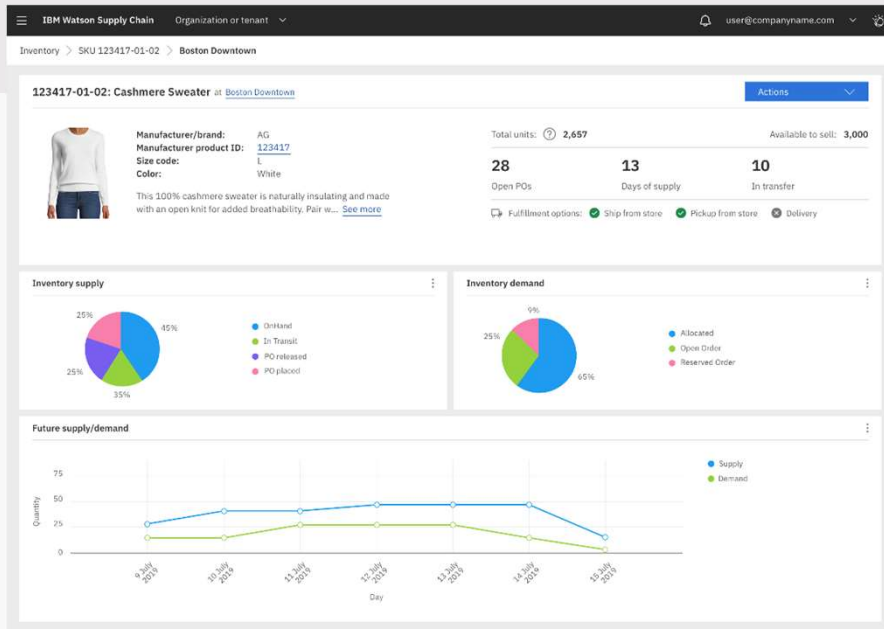 IBM Watson Supply Chain Organization or tenant user@companyname.com
Inventory > SKU 123417-01-02 > Boston Downtown
123417-01-02: Cashmere Sweater at Boston Downtown
Actions
Manufacturer/brand: AG
Manufacturer product ID: 123417
Size code: L
Color: White
This 100% cashmere sweater is naturally insulating and made
with an open knit for added breathability. Pair w... See more
Total units: ? 2,657 Available to sell: 3,000
28 13 10
Open POs Days of supply In transfer
Fulfillment options: Ship from store Pickup from store Delivery
Inventory supply
25%
45%
25%
35%
OnHand
In Transit
PO released
PO placed
Inventory demand
9%
25%
65%
Allocated
Open Order
Reserved Order
Future supply/demand
Quantity
75
50
25
0
9 July 2019
10 July 2019
11 July 2019
12 July 2019
13 July 2019
14 July 2019
15 July 2019
Day
Supply
Demand